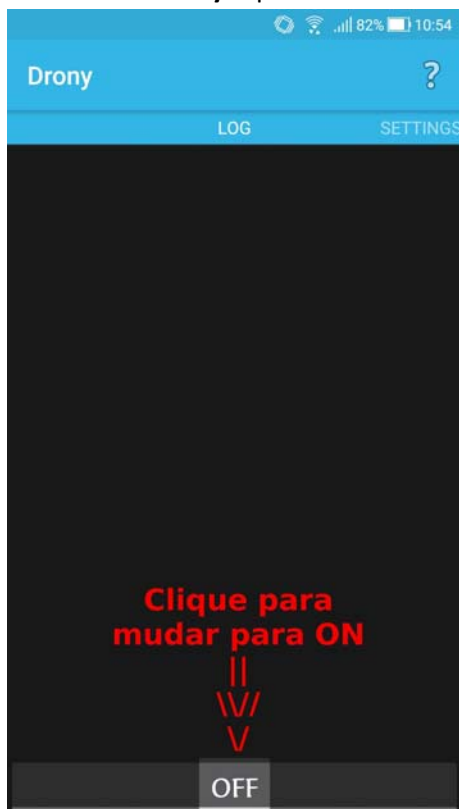 82% 10:54
Drony ?
LOG SETTINGS
Clique para
mudar para ON
||
\\//
\/
OFF